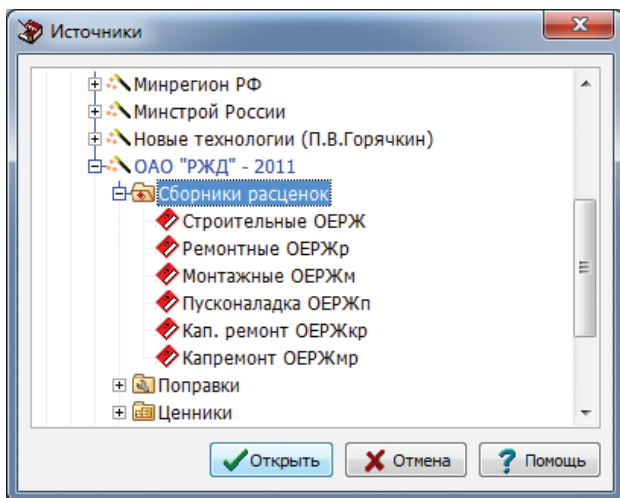 Источники
Минрегион РФ
Минстрой России
Новые технологии (П.В.Горячкин)
ОАО "РЖД" - 2011
Сборники расценок
Строительные ОЕРЖ
Ремонтные ОЕРЖр
Монтажные ОЕРЖм
Пусконаладка ОЕРЖп
Кап. ремонт ОЕРЖкр
Капремонт ОЕРЖмр
Поправки
Ценники
Открыть Отмена Помощь